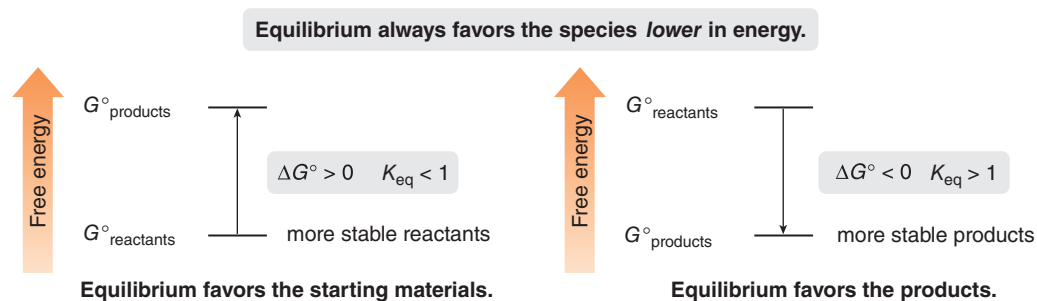 Equilibrium always favors the species lower in energy.
Free energy
G°products
ΔG° > 0 Keq < 1
G°reactants
more stable reactants
Equilibrium favors the starting materials.
Free energy
G°reactants
ΔG° < 0 Keq > 1
G°products
more stable products
Equilibrium favors the products.